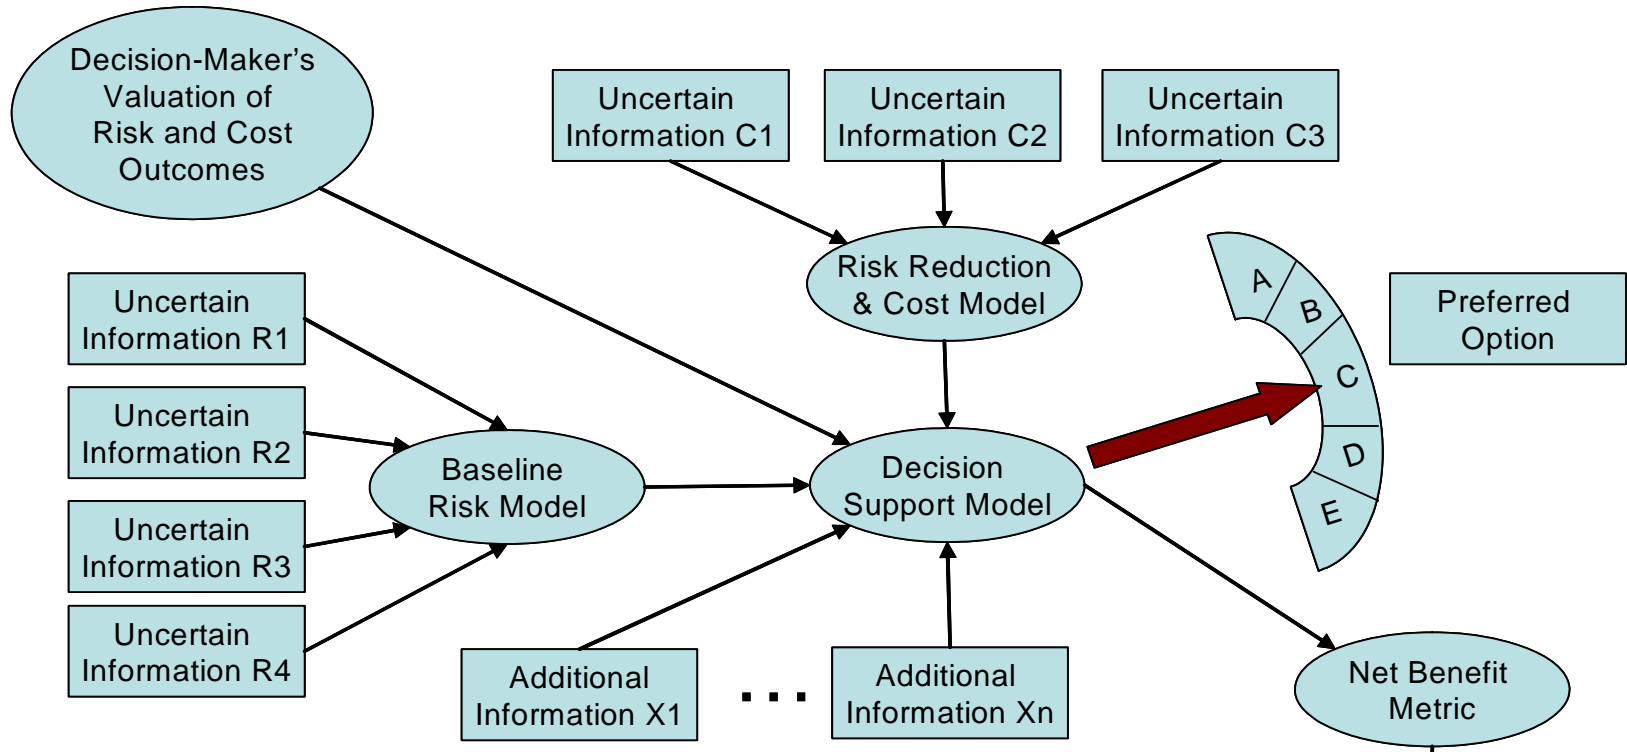 Decision-Maker's
Valuation of
Risk and Cost
Outcomes
Uncertain
Information C1
Uncertain
Information C2
Uncertain
Information C3
Risk Reduction
& Cost Model
A
B
C
D
E
Preferred
Option
Uncertain
Information R1
Uncertain
Information R2
Uncertain
Information R3
Uncertain
Information R4
Baseline
Risk Model
Decision
Support Model
Additional
Information X1
...
Additional
Information Xn
Net Benefit
Metric